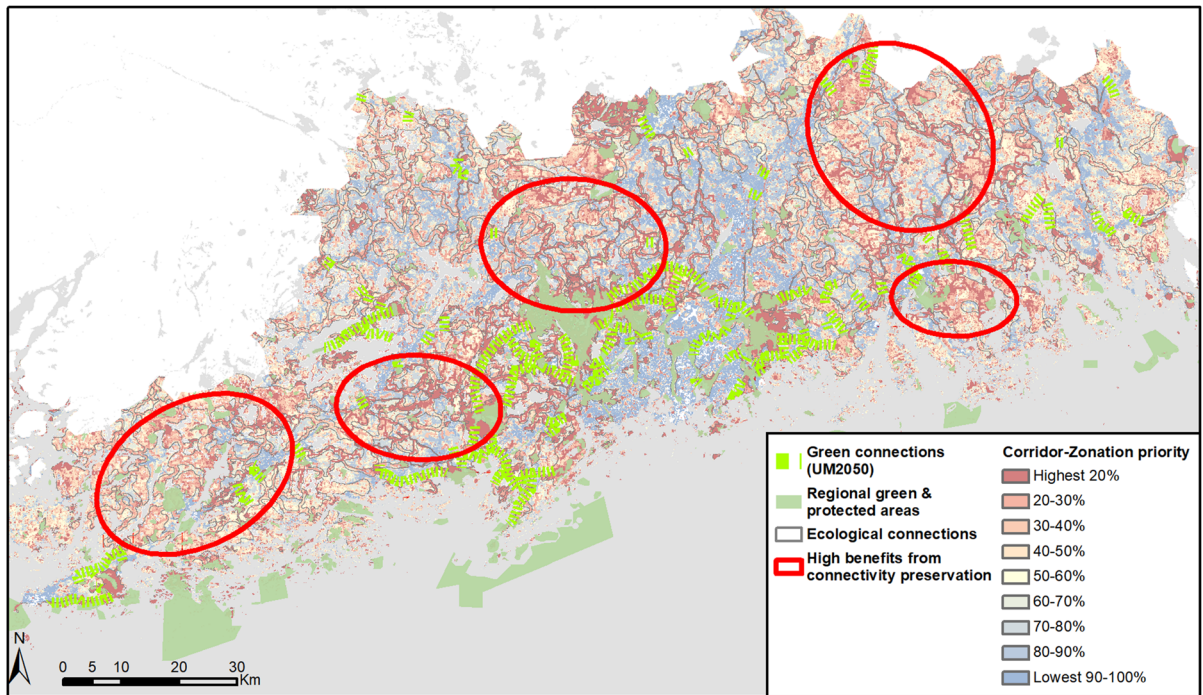 Green connections
(UM2050)
Regional green &
protected areas
Ecological connections
High benefits from
connectivity preservation
Corridor-Zonation priority
Highest 20%
20-30%
30-40%
40-50%
50-60%
60-70%
70-80%
80-90%
Lowest 90-100%
N
0 5 10 20 30
Km